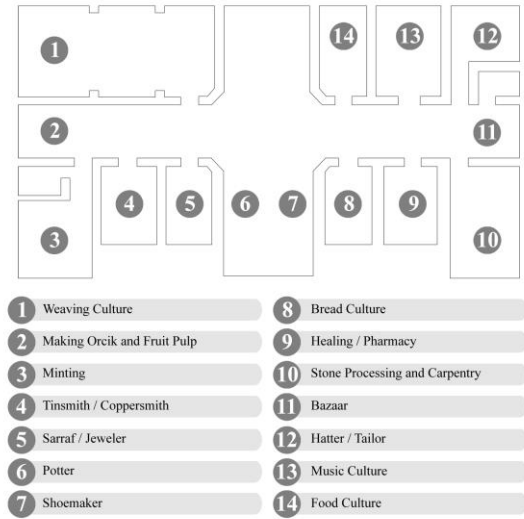 1
14
13
12
2
11
3
4
5
6
7
8
9
10
1 Weaving Culture
2 Making Orcik and Fruit Pulp
3 Minting
4 Tinsmith / Coppersmith
5 Sarraf / Jeweler
6 Potter
7 Shoemaker
8 Bread Culture
9 Healing / Pharmacy
10 Stone Processing and Carpentry
11 Bazaar
12 Hatter / Tailor
13 Music Culture
14 Food Culture